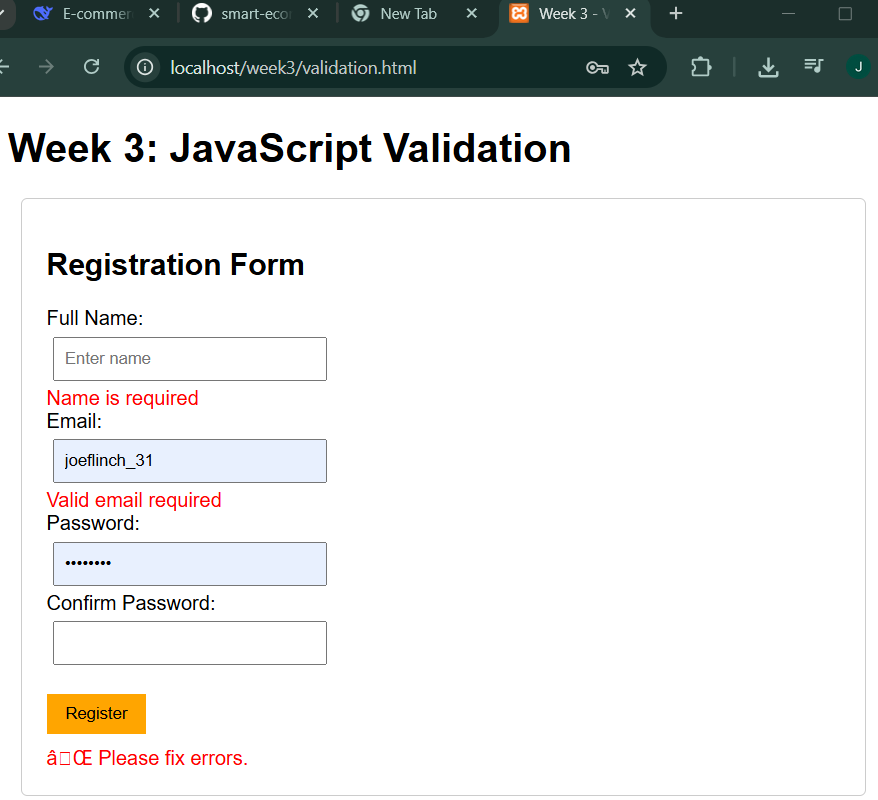 E-commer
smart-econ
New Tab
Week 3 - V
localhost/week3/validation.html
J
Week 3: JavaScript Validation
Registration Form
Full Name:
Enter name
Name is required
Email:
joeflinch_31
Valid email required
Password:
••••••••
Confirm Password:
Register
â□Œ Please fix errors.